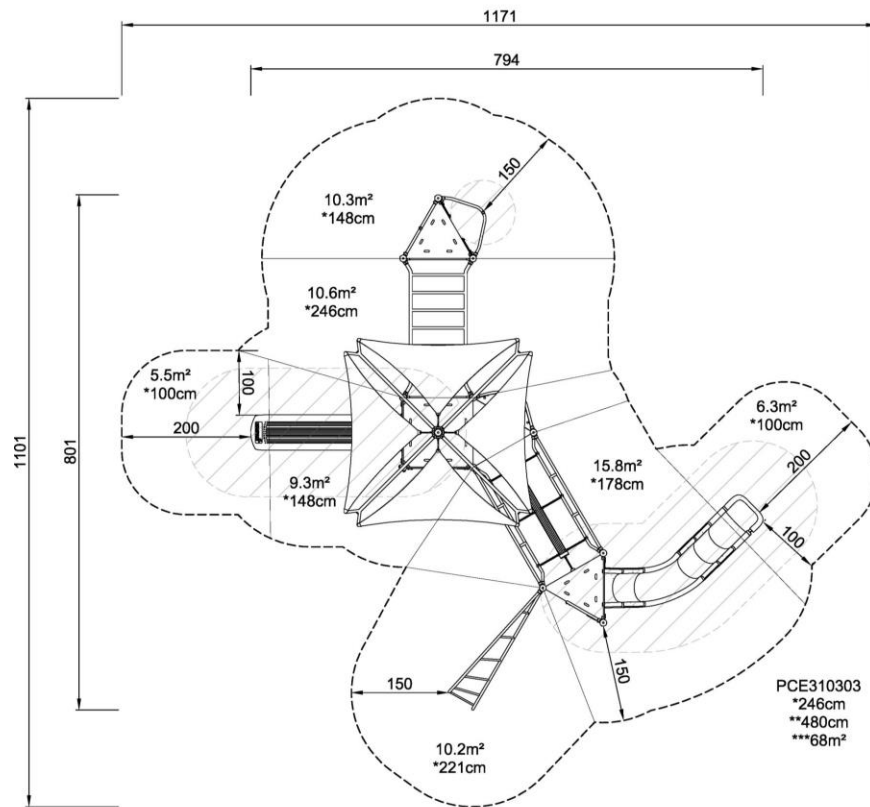 1171
794
150
10.3m²
*148cm
10.6m²
*246cm
5.5m²
*100cm
100
200
9.3m²
*148cm
1101
801
6.3m²
*100cm
200
15.8m²
*178cm
100
150
150
10.2m²
*221cm
PCE310303
*246cm
**480cm
***68m²